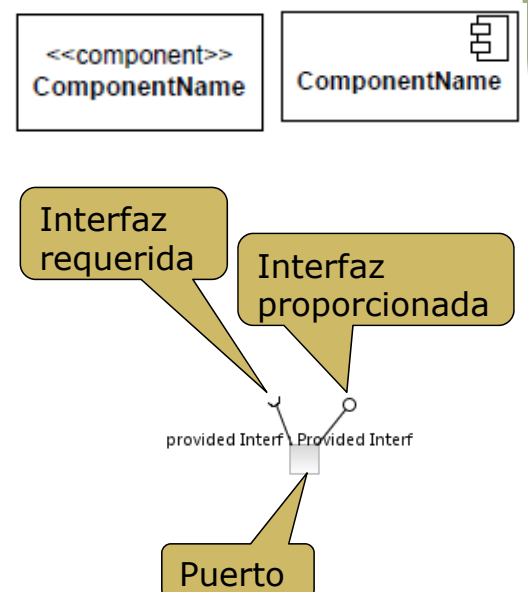 <<component>>
ComponentName
ComponentName
Interfaz
requerida
Interfaz
proporcionada
provided Interf Provided Interf
Puerto